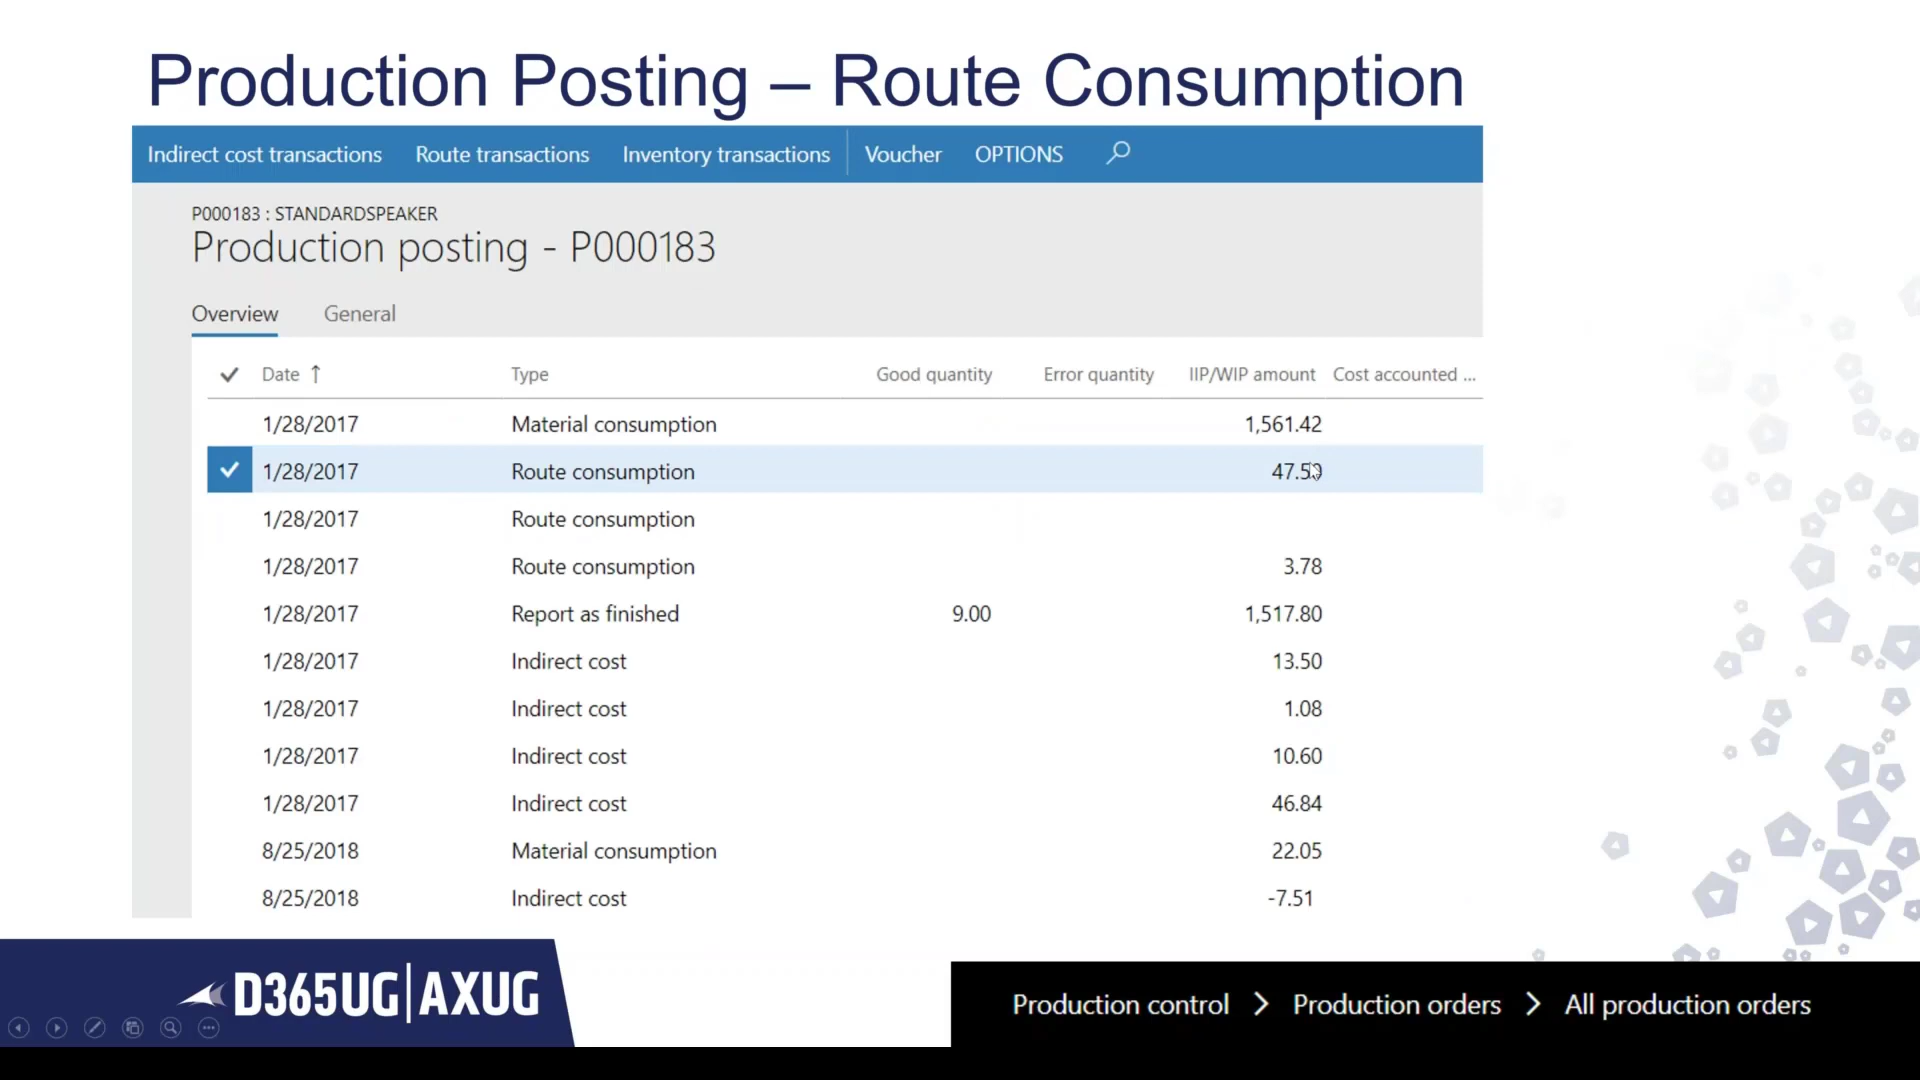 Production Posting – Route Consumption
Indirect cost transactions Route transactions Inventory transactions Voucher OPTIONS
P000183 : STANDARDSPEAKER
Production posting - P000183
Overview General
Date ↑ Type Good quantity Error quantity IIP/WIP amount Cost accounted ...
1/28/2017 Material consumption 1,561.42
1/28/2017 Route consumption 47.50
1/28/2017 Route consumption
1/28/2017 Route consumption 3.78
1/28/2017 Report as finished 9.00 1,517.80
1/28/2017 Indirect cost 13.50
1/28/2017 Indirect cost 1.08
1/28/2017 Indirect cost 10.60
1/28/2017 Indirect cost 46.84
8/25/2018 Material consumption 22.05
8/25/2018 Indirect cost -7.51
D365UG|AXUG
Production control > Production orders > All production orders